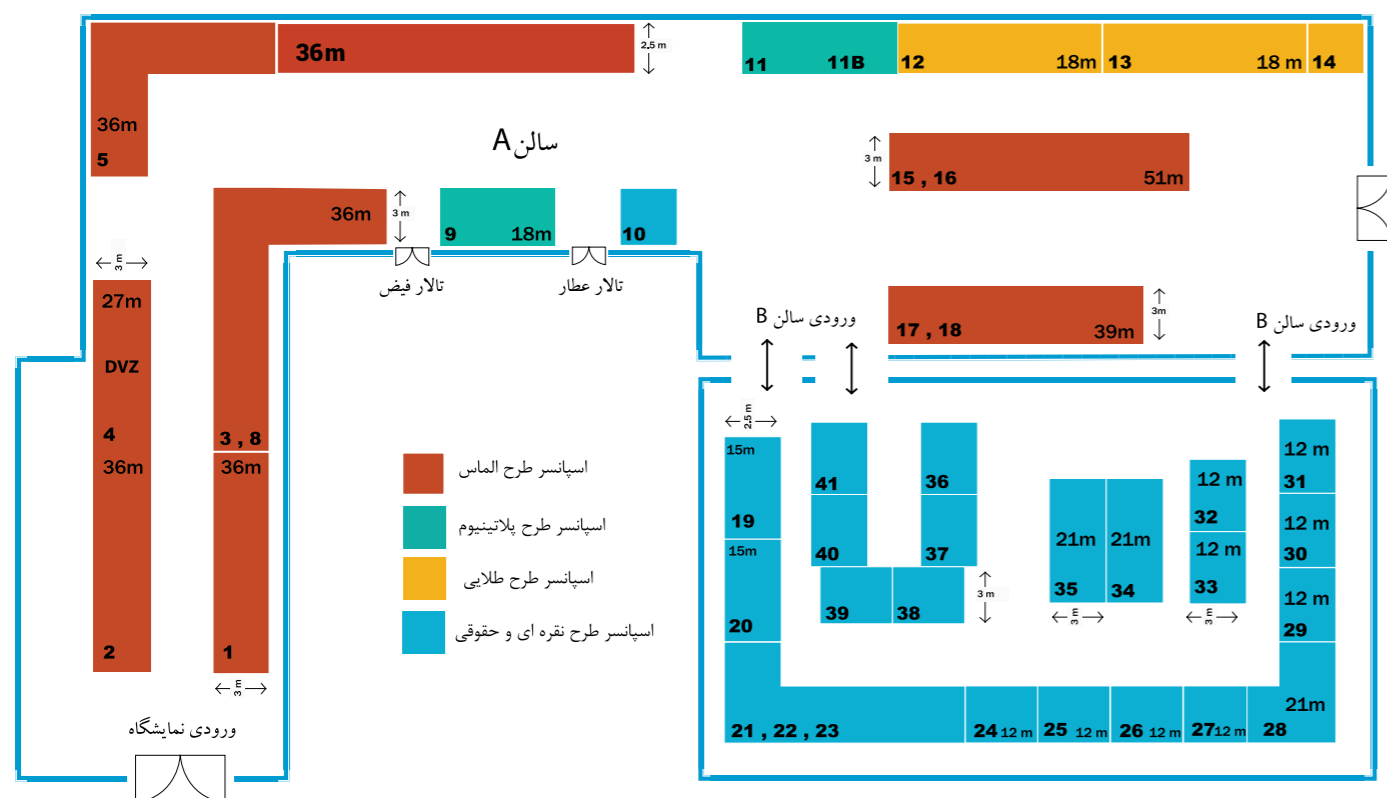 36m
2.5 m
11
11B
12
18m
13
18 m
14
36m
5
سالن A
3 m
15 , 16
51m
36m
3 m
9
18m
10
3 m
تالار فیض
تالار عطار
27m
DVZ
4
3 , 8
17 , 18
39m
3m
ورودی سالن B
ورودی سالن B
36m
2
36m
1
3 m
اسپانسر طرح الماس
اسپانسر طرح پلاتینیوم
اسپانسر طرح طلایی
اسپانسر طرح نقره ای و حقوقی
ورودی نمایشگاه
2.5 m
15m
19
15m
20
41
40
36
37
39
38
3 m
21m
35
21m
34
3 m
12 m
32
12 m
33
3 m
12 m
31
12 m
30
12 m
29
21 , 22 , 23
24 12 m
25 12 m
26 12 m
27 12 m
21m
28